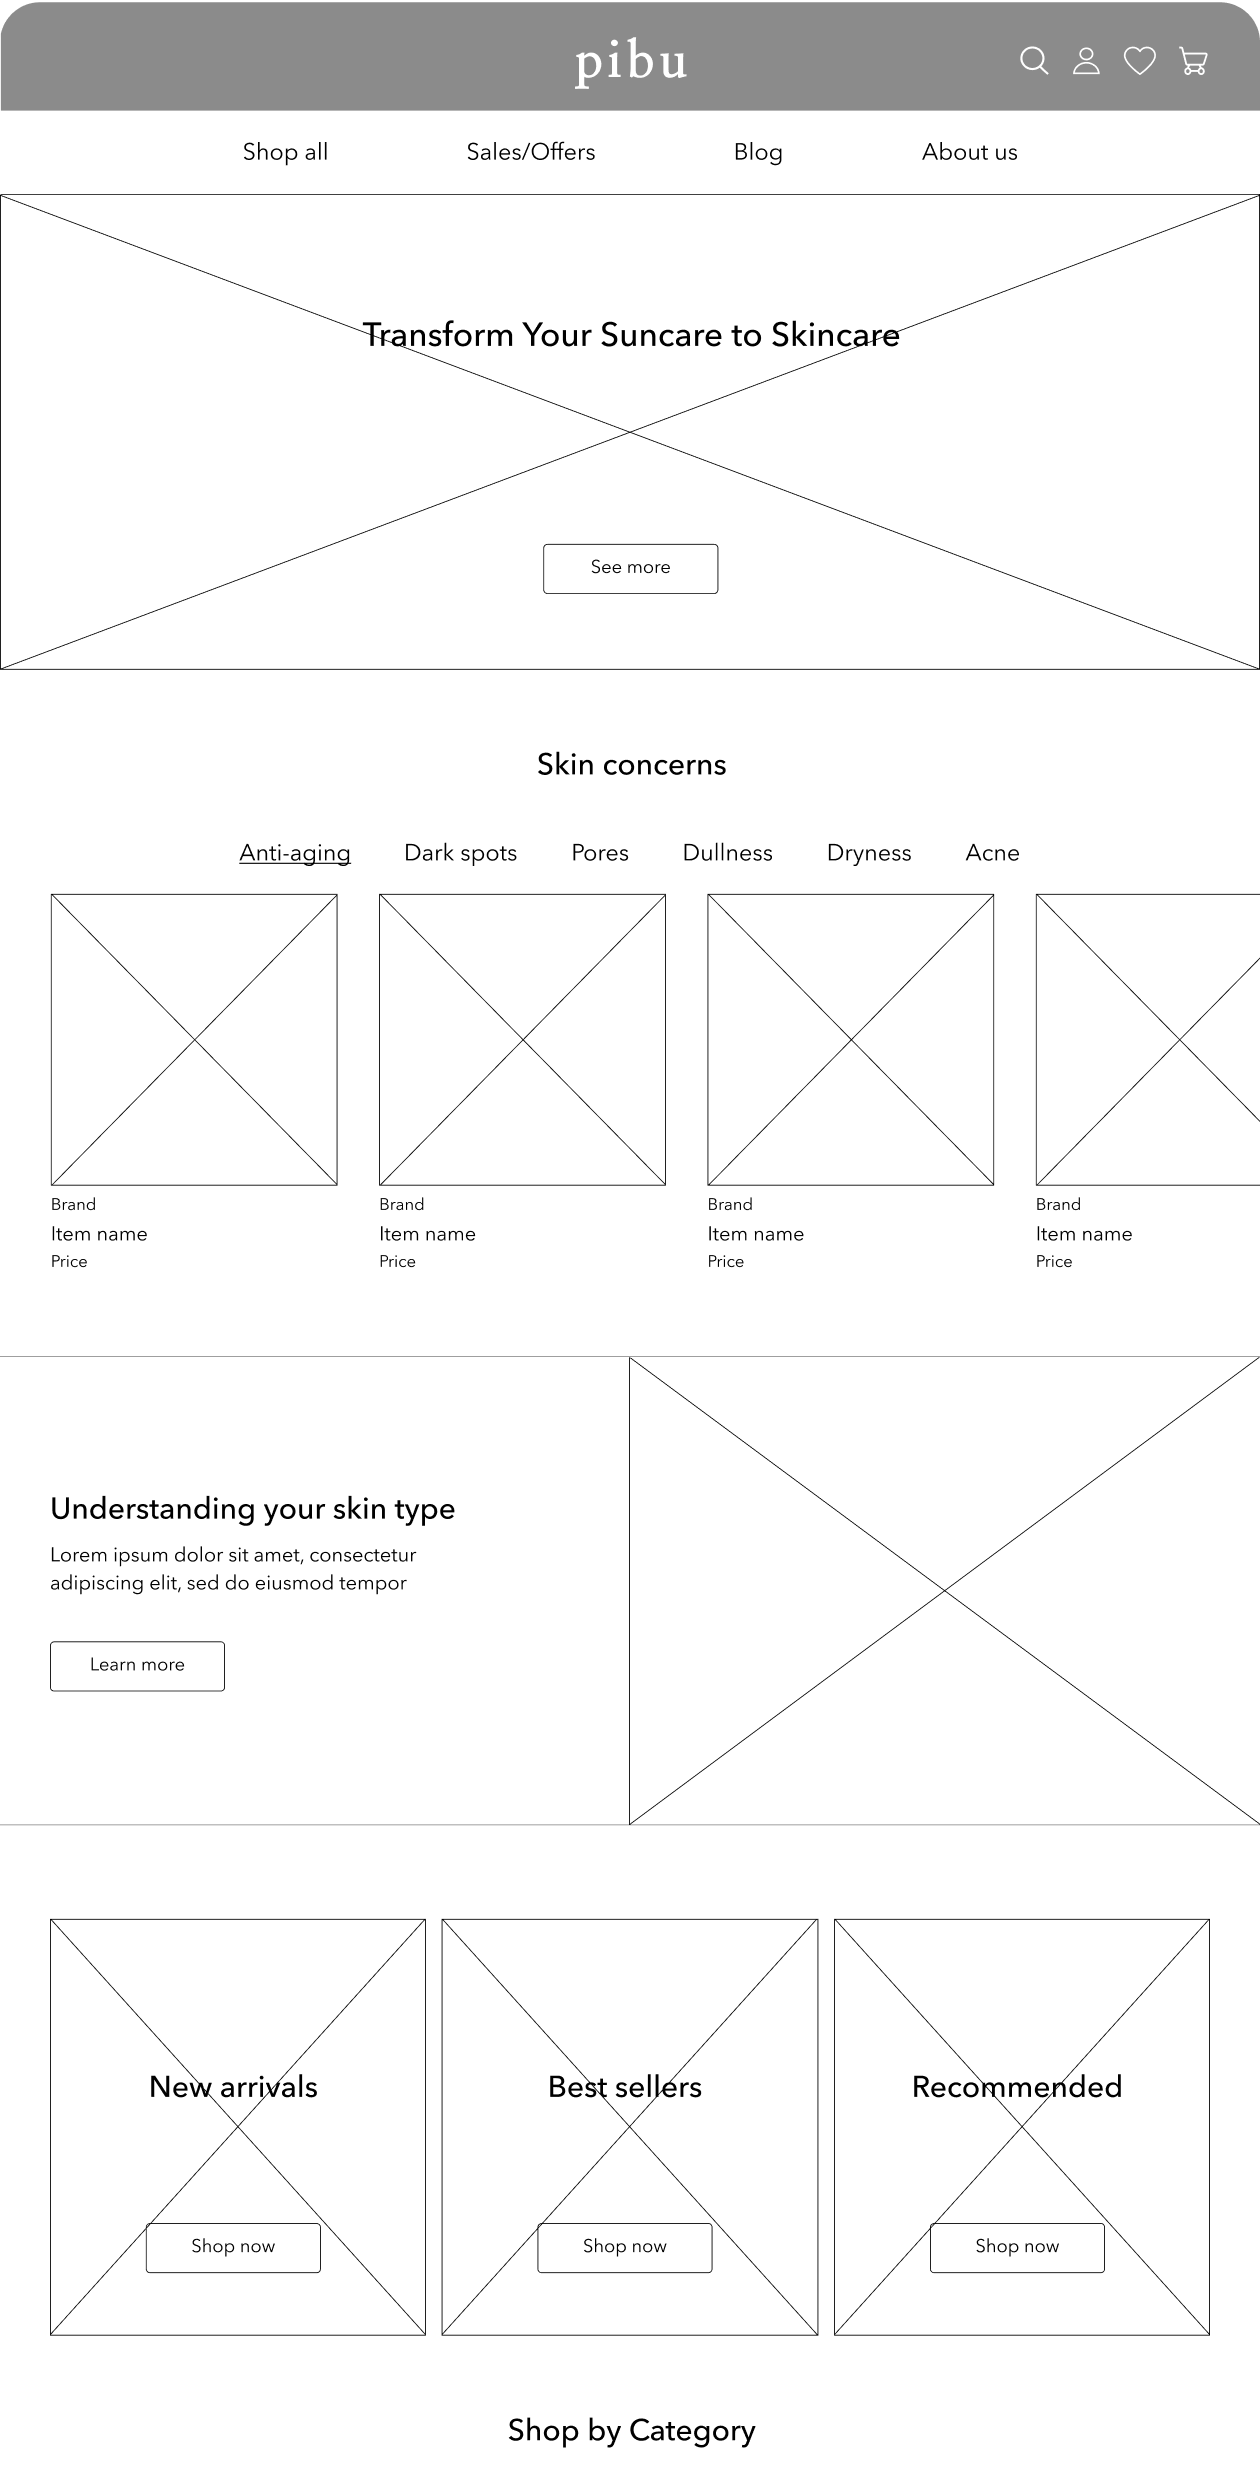 pibu
Shop all
Sales/Offers
Blog
About us
Transform Your Suncare to Skincare
See more
Skin concerns
Anti-aging
Dark spots
Pores
Dullness
Dryness
Acne
Brand
Item name
Price
Brand
Item name
Price
Brand
Item name
Price
Brand
Item name
Price
Understanding your skin type
Lorem ipsum dolor sit amet, consectetur
adipiscing elit, sed do eiusmod tempor
Learn more
New arrivals
Shop now
Best sellers
Shop now
Recommended
Shop now
Shop by Category